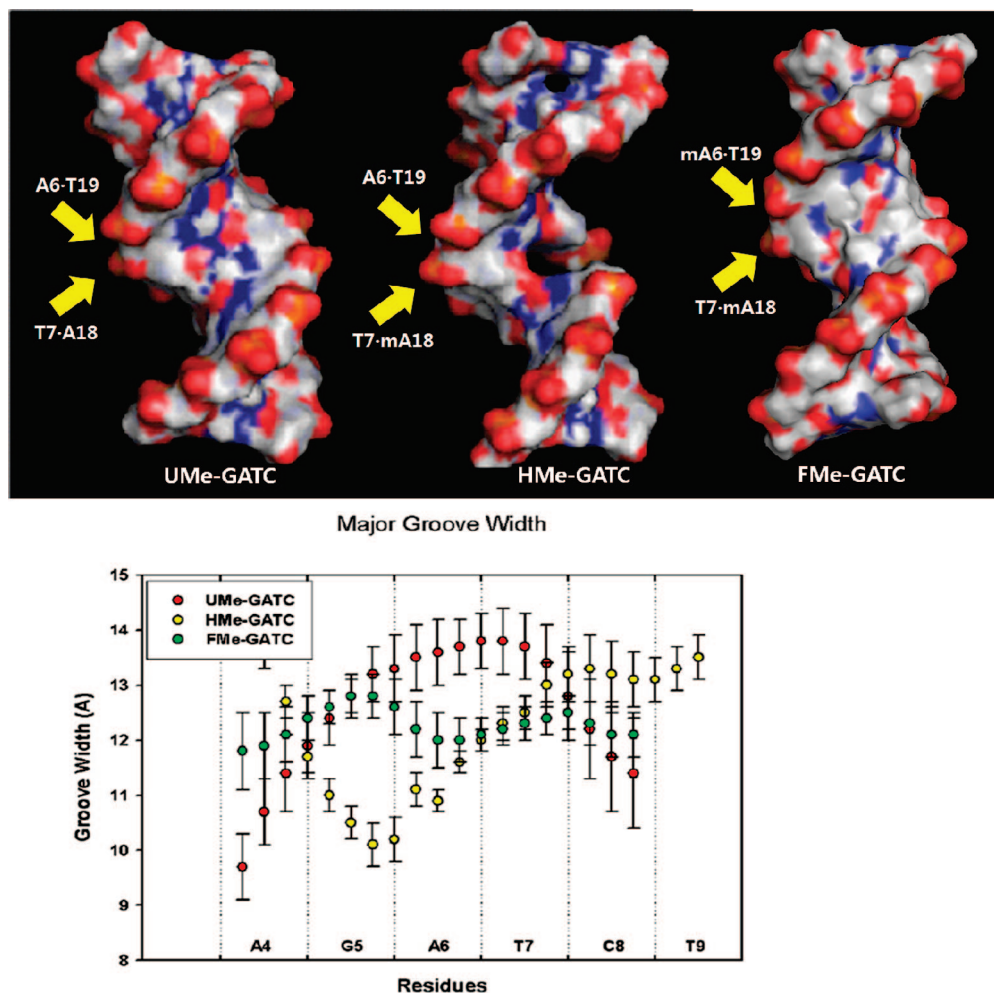 A6·T19
T7·A18
UMe-GATC
A6·T19
T7·mA18
HMe-GATC
mA6·T19
T7·mA18
FMe-GATC
Major Groove Width
Groove Width (A)
15
14
13
12
11
10
9
8
UMe-GATC
HMe-GATC
FMe-GATC
A4 G5 A6 T7 C8 T9
Residues